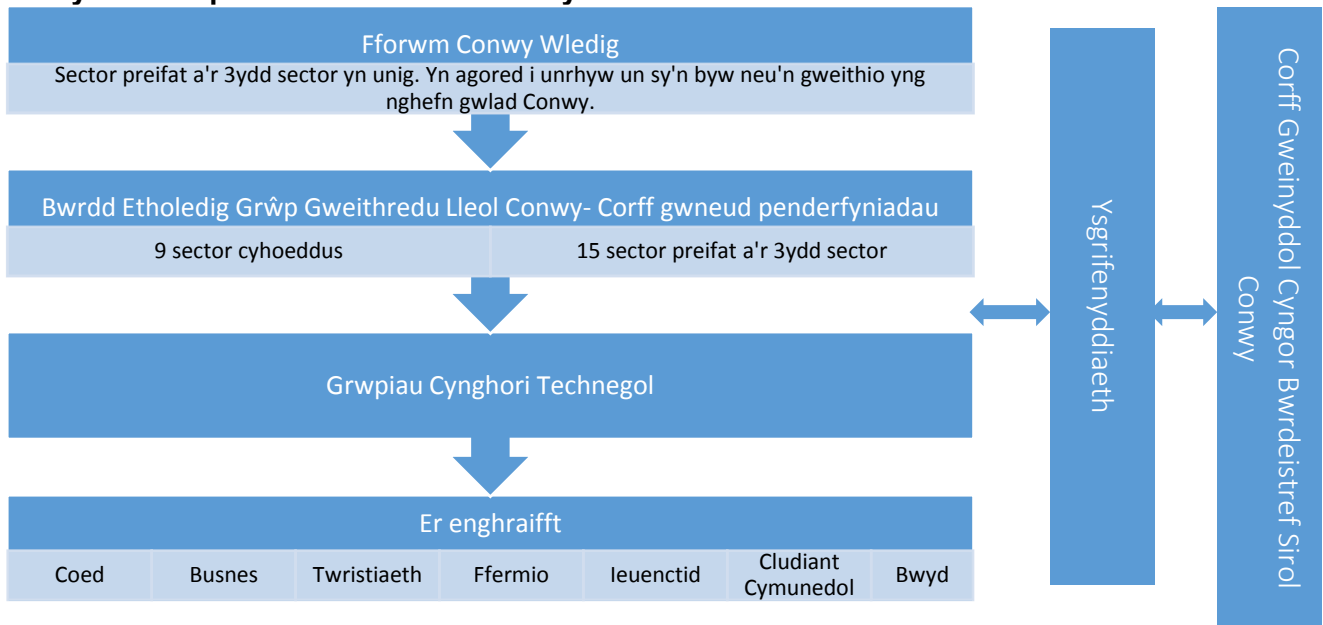 Fforwm Conwy Wledig
Sector preifat a'r 3ydd sector yn unig. Yn agored i unrhyw un sy'n byw neu'n gweithio yng
nghefn gwlad Conwy.
Bwrdd Etholedig Grŵp Gweithredu Lleol Conwy- Corff gwneud penderfyniadau
9 sector cyhoeddus
15 sector preifat a'r 3ydd sector
Grwpiau Cynghori Technegol
Er enghraifft
Coed
Busnes
Twristiaeth
Ffermio
Ieuenctid
Cludiant
Cymunedol
Bwyd
Ysgrifenyddiaeth
Corff Gweinyddol Cyngor Bwrdeistref Sirol
Conwy